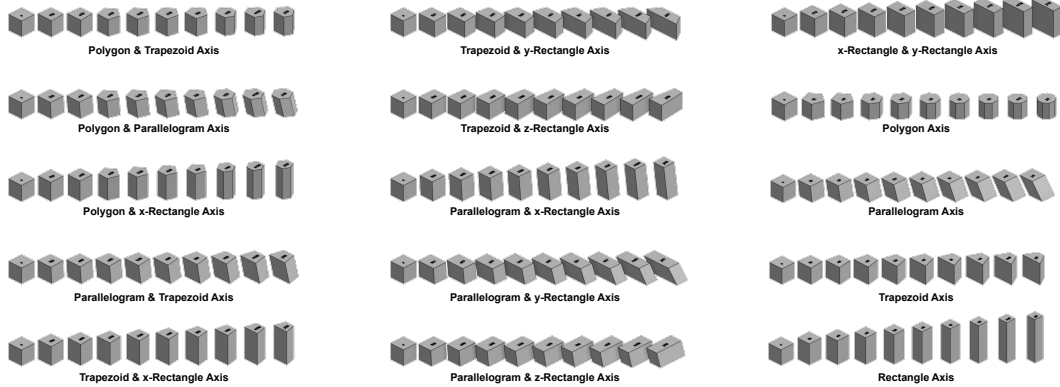 Polygon & Trapezoid Axis
Trapezoid & y-Rectangle Axis
x-Rectangle & y-Rectangle Axis
Polygon & Parallelogram Axis
Trapezoid & z-Rectangle Axis
Polygon Axis
Polygon & x-Rectangle Axis
Parallelogram & x-Rectangle Axis
Parallelogram Axis
Parallelogram & Trapezoid Axis
Parallelogram & y-Rectangle Axis
Trapezoid Axis
Trapezoid & x-Rectangle Axis
Parallelogram & z-Rectangle Axis
Rectangle Axis